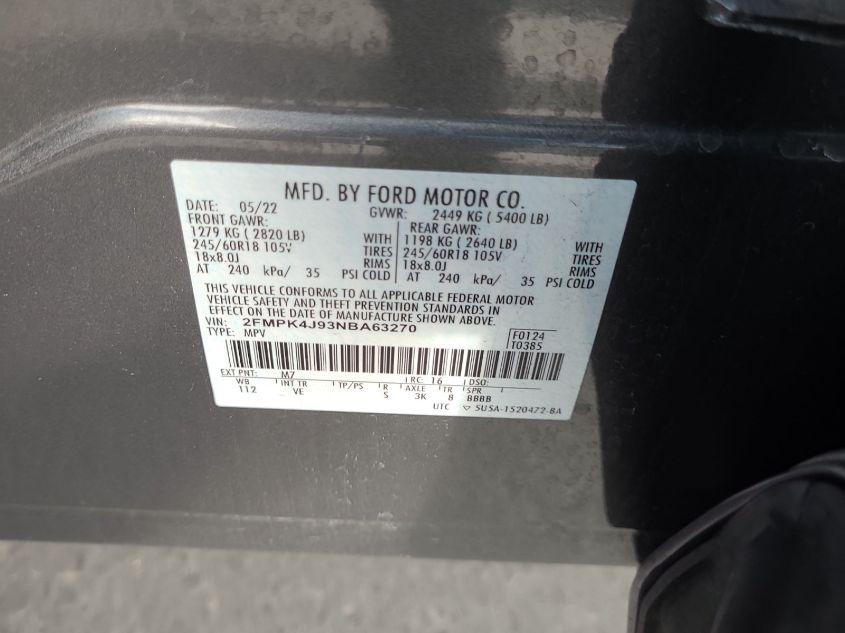 MFD. BY FORD MOTOR CO.
DATE: 05/22 GVWR: 2449 KG ( 5400 LB)
FRONT GAWR: REAR GAWR:
1279 KG ( 2820 LB) WITH 1198 KG ( 2640 LB) WITH
245/60R18 105V TIRES 245/60R18 105V TIRES
18x8.0J RIMS 18x8.0J RIMS
AT 240 kPa/ 35 PSI COLD AT 240 kPa/ 35 PSI COLD
THIS VEHICLE CONFORMS TO ALL APPLICABLE FEDERAL MOTOR
VEHICLE SAFETY AND THEFT PREVENTION STANDARDS IN
EFFECT ON THE DATE OF MANUFACTURE SHOWN ABOVE.
VIN: 2FMPK4J93NBA63270
TYPE: MPV
F0124
T0385
EXT PNT: M7 RC: 16 DSO:
WB INT TR TP/PS R AXLE TR SPR
112 VE S 3K 8 BBBB
UTC ▽ 5USA-1520472-BA